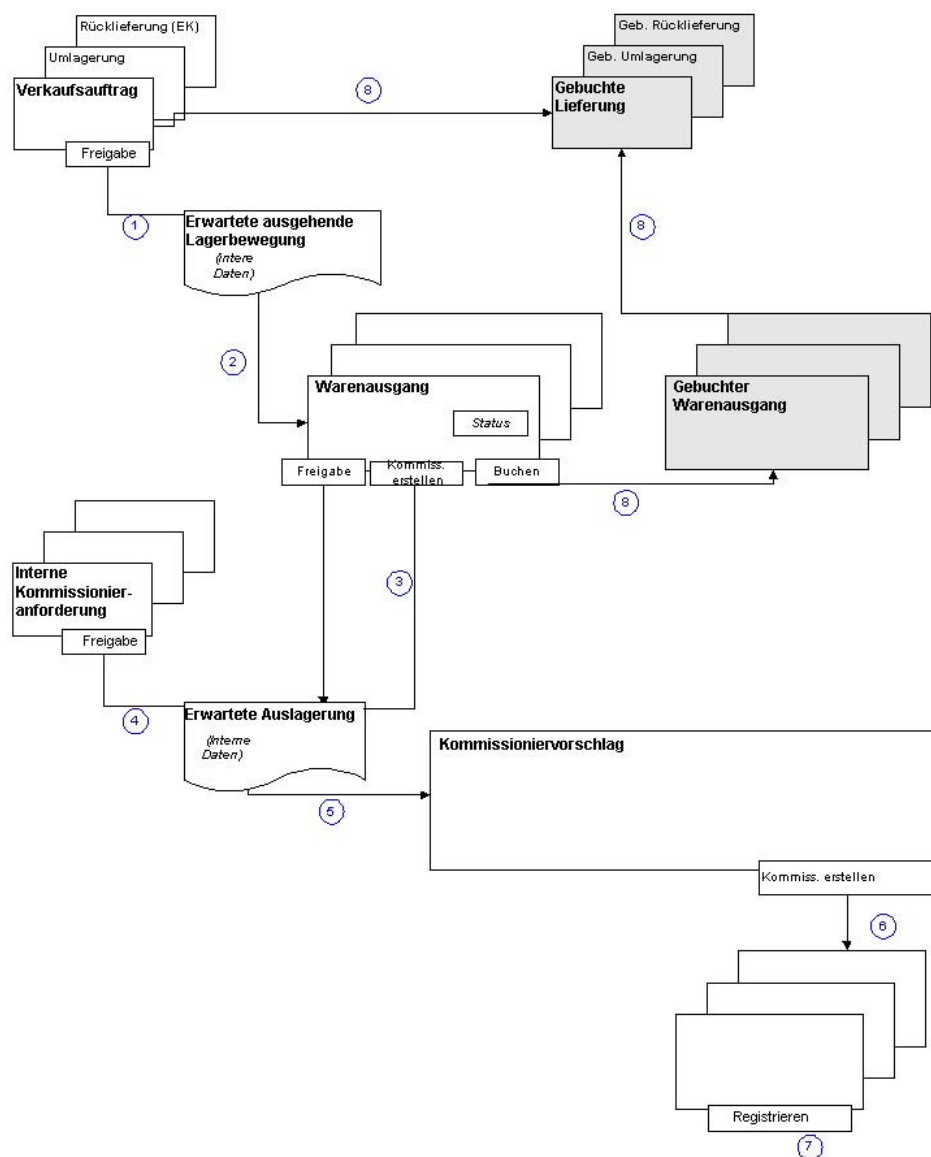 Rücklieferung (EK)
Umlagerung
Verkaufsauftrag
Freigabe
8
Geb. Rücklieferung
Geb. Umlagerung
Gebuchte
Lieferung
1
Erwartete ausgehende
Lagerbewegung
(Intere
Daten)
8
2
Warenausgang
Status
Freigabe
Kommiss.
erstellen
Buchen
Gebuchter
Warenausgang
8
Interne
Kommissionier-
anforderung
Freigabe
3
4
Erwartete Auslagerung
(Interne
Daten)
5
Kommissioniervorschlag
Kommiss. erstellen
6
Registrieren
7